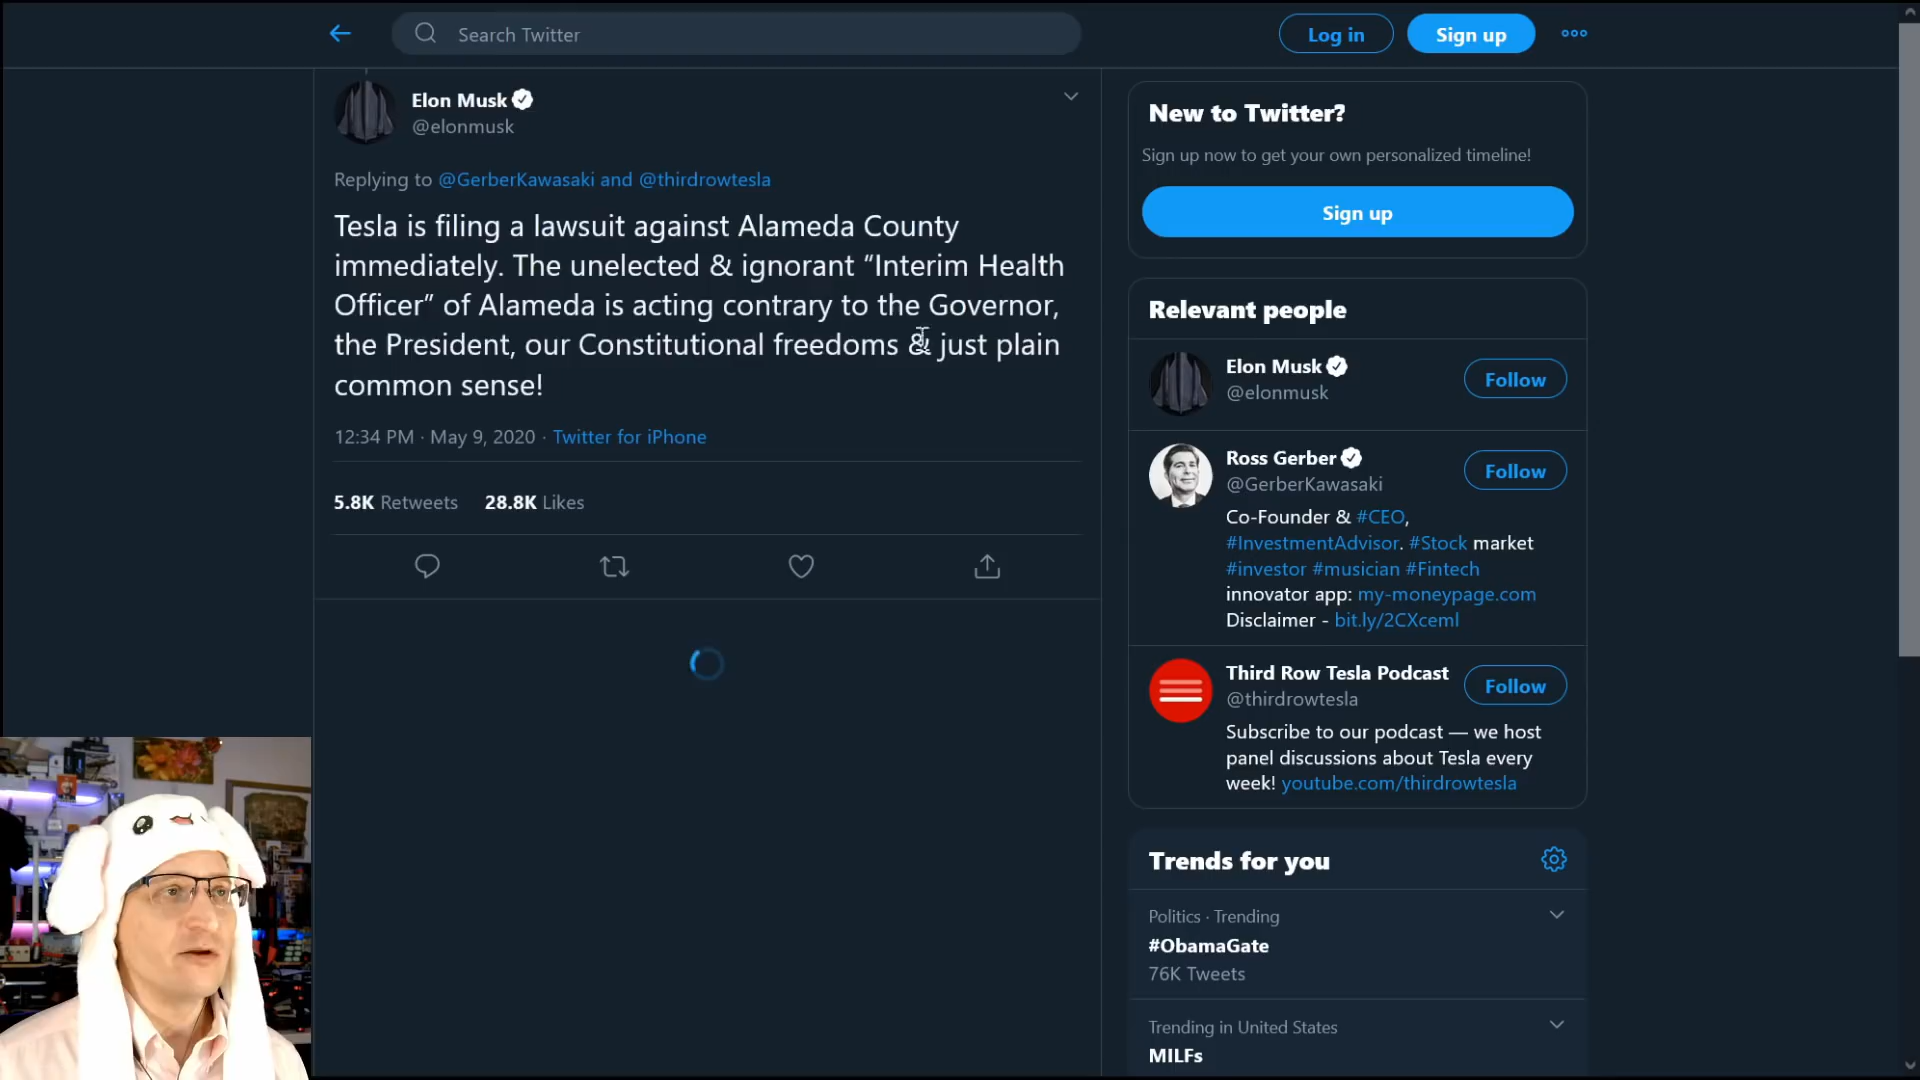 Search Twitter
Log in
Sign up
Elon Musk
@elonmusk
Replying to @GerberKawasaki and @thirdrowtesla
Tesla is filing a lawsuit against Alameda County
immediately. The unelected & ignorant “Interim Health
Officer” of Alameda is acting contrary to the Governor,
the President, our Constitutional freedoms & just plain
common sense!
12:34 PM · May 9, 2020 · Twitter for iPhone
5.8K Retweets 28.8K Likes
New to Twitter?
Sign up now to get your own personalized timeline!
Sign up
Relevant people
Elon Musk
@elonmusk
Follow
Ross Gerber
@GerberKawasaki
Follow
Co-Founder & #CEO,
#InvestmentAdvisor. #Stock market
#investor #musician #Fintech
innovator app: my-moneypage.com
Disclaimer - bit.ly/2CXcemI
Third Row Tesla Podcast
@thirdrowtesla
Follow
Subscribe to our podcast — we host
panel discussions about Tesla every
week! youtube.com/thirdrowtesla
Trends for you
Politics · Trending
#ObamaGate
76K Tweets
Trending in United States
MILFs